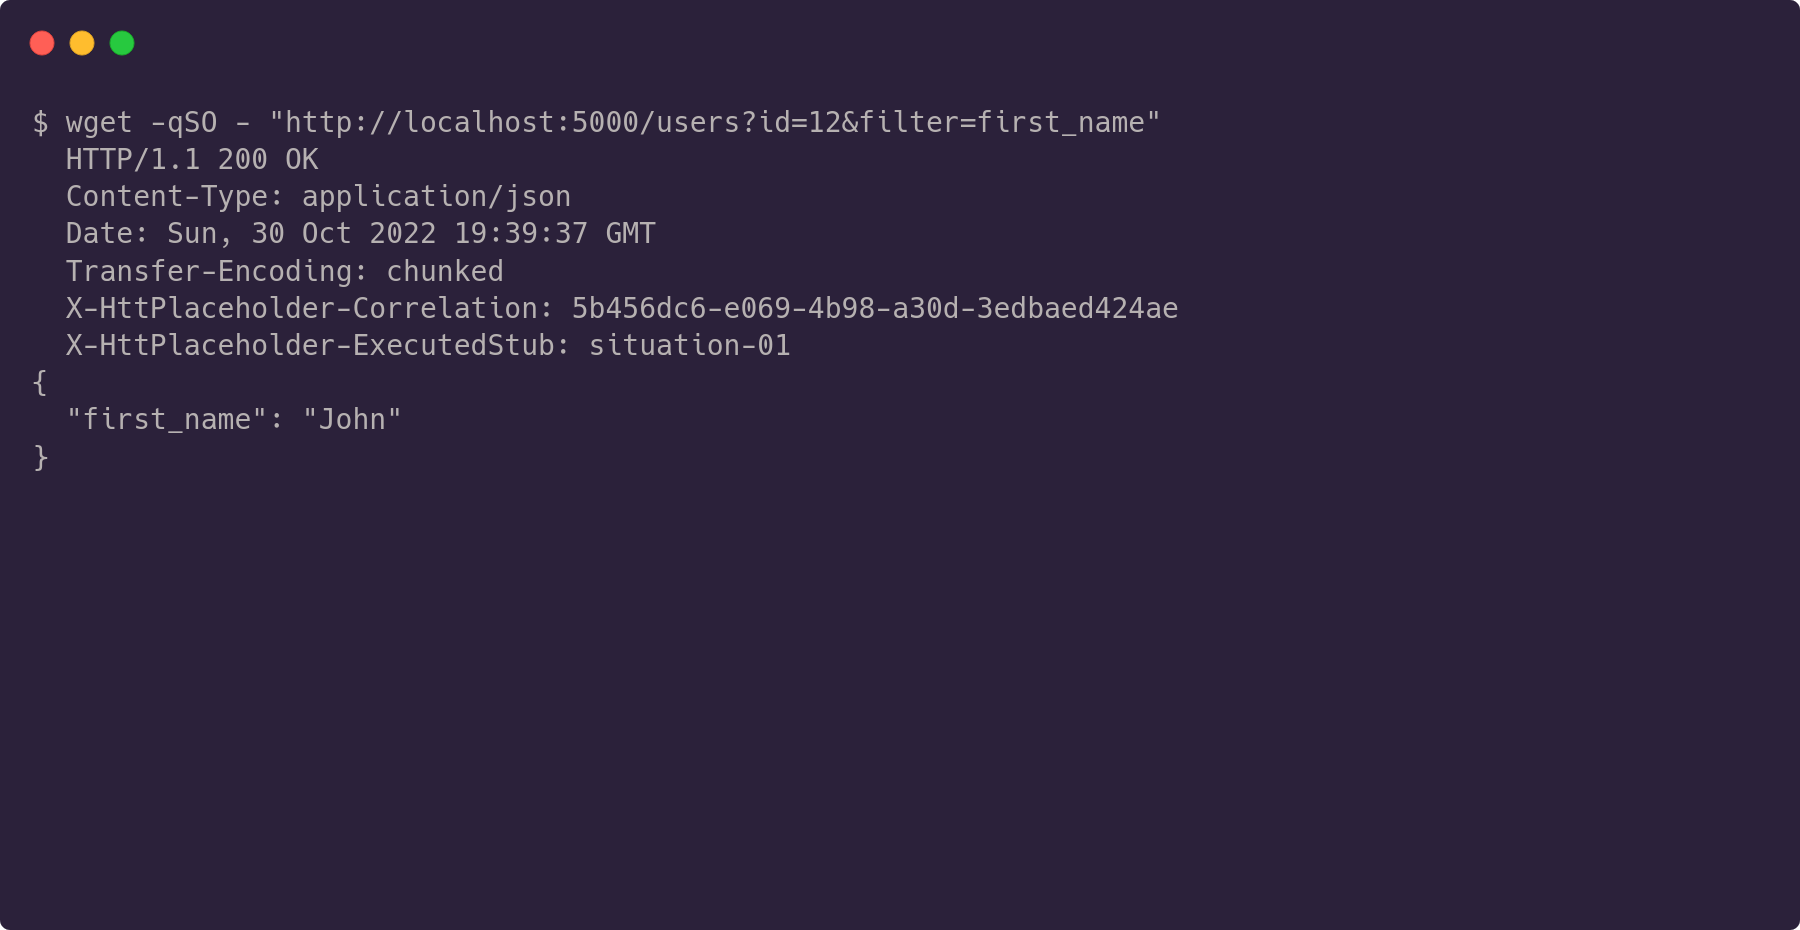 $ wget -qSO - "http://localhost:5000/users?id=12&filter=first_name"
  HTTP/1.1 200 OK
  Content-Type: application/json
  Date: Sun, 30 Oct 2022 19:39:37 GMT
  Transfer-Encoding: chunked
  X-HttPlaceholder-Correlation: 5b456dc6-e069-4b98-a30d-3edbaed424ae
  X-HttPlaceholder-ExecutedStub: situation-01
{
  "first_name": "John"
}